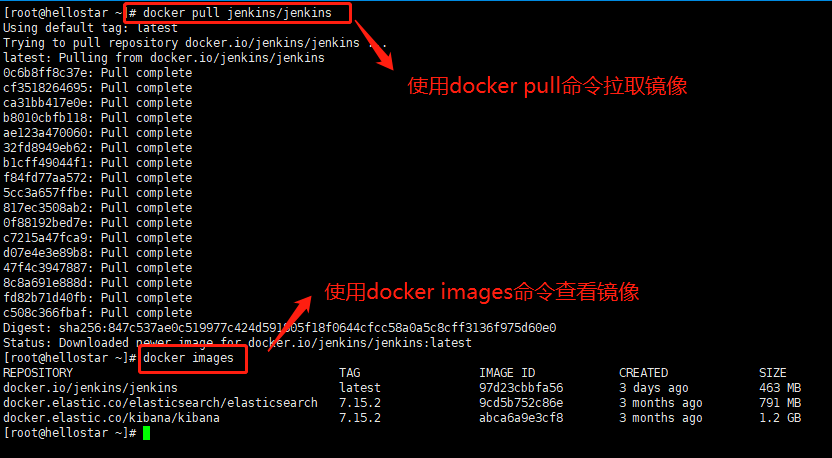 [root@hellostar ~]# docker pull jenkins/jenkins
Using default tag: latest
Trying to pull repository docker.io/jenkins/jenkins ...
latest: Pulling from docker.io/jenkins/jenkins
0c6b8ff8c37e: Pull complete
cf3518264695: Pull complete
使用docker pull命令拉取镜像
ca31bb417e0e: Pull complete
b8010cbfb118: Pull complete
ae123a470060: Pull complete
32fd8949eb62: Pull complete
b1cff49044f1: Pull complete
f84fd77aa572: Pull complete
5cc3a657ffbe: Pull complete
817ec3508ab2: Pull complete
0f88192bed7e: Pull complete
c7215a47fca9: Pull complete
d07e4e3e89b8: Pull complete
47f4c3947887: Pull complete
8c8a691e888d: Pull complete
使用docker images命令查看镜像
fd82b71d40fb: Pull complete
c508c366fbaf: Pull complete
Digest:
Status: Downloaded newer image for docker.io/jenkins/jenkins:latest
[root@hellostar ~]# docker images
REPOSITORY TAG IMAGE ID CREATED SIZE
docker.io/jenkins/jenkins latest 97d23cbbfa56 3 days ago 463 MB
docker.elastic.co/elasticsearch/elasticsearch 7.15.2 9cd5b752c86e 3 months ago 791 MB
docker.elastic.co/kibana/kibana 7.15.2 abca6a9e3cf8 3 months ago 1.2 GB
[root@hellostar ~]#